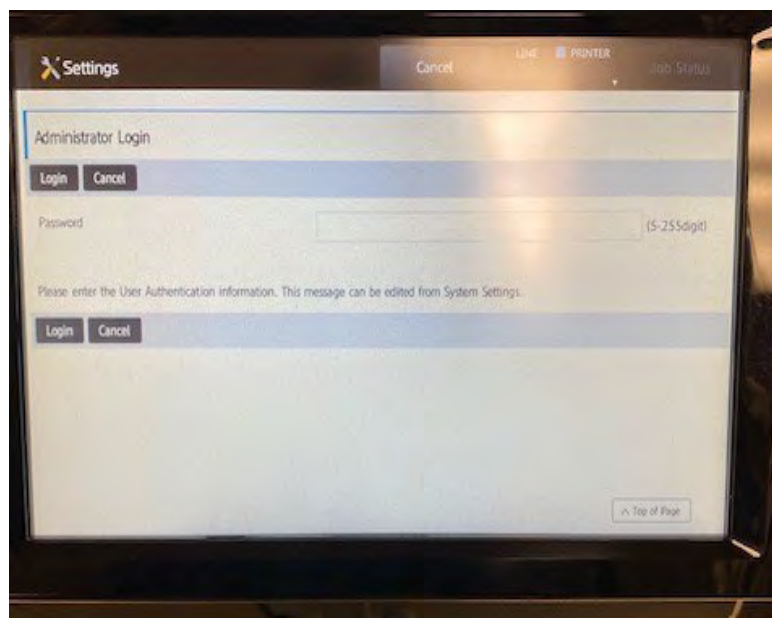 Settings
Cancel
LINE PRINTER
Job Status
Administrator Login
Login Cancel
Password (5-255digit)
Please enter the User Authentication information. This message can be edited from System Settings.
Login Cancel
Top of Page